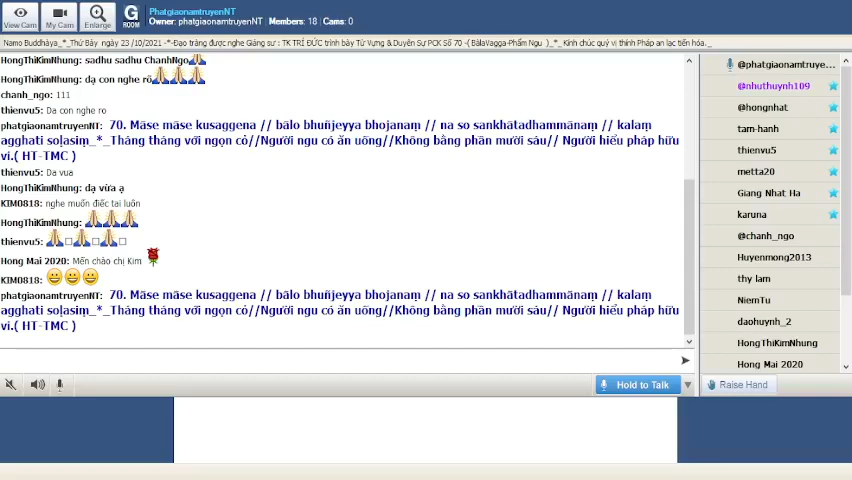 View Cam
My Cam
Enlarge
G
ROOM
PhatgiaonamtruyenNT
Owner: phatgiaonamtruyenNT | Members: 18 | Cams: 0
Namo Buddhàya_*_Thứ Bảy ngày 23 /10/2021 -*-Đạo tràng được nghe Giảng sư : TK TRÍ ĐỨC trình bày Từ Vựng & Duyên Sự PCK Số 70 -( BàlaVagga-Phẩm Ngu )_*_ Kính chúc quý vị thính Pháp an lạc tiến hóa._
HongThiKimNhung: sadhu sadhu ChanhNgo
HongThiKimNhung: dạ con nghe rõ
chanh_ngo: 111
thienvu5: Da con nghe ro
phatgiaonamtruyenNT: 70. Māse māse kusaggena // bālo bhuñjeyya bhojanaṃ // na so sankhātadhammānaṃ // kalaṃ
agghati soḷasiṃ_*_Tháng tháng với ngọn cỏ//Người ngu có ăn uống//Không bằng phần mười sáu// Người hiểu pháp hữu
vi.( HT-TMC )
thienvu5: Da vua
HongThiKimNhung: dạ vừa ạ
KIM0818: nghe muốn điếc tai luôn
HongThiKimNhung:
thienvu5:
Hong Mai 2020: Mến chào chị Kim
KIM0818:
phatgiaonamtruyenNT: 70. Māse māse kusaggena // bālo bhuñjeyya bhojanaṃ // na so sankhātadhammānaṃ // kalaṃ
agghati soḷasiṃ_*_Tháng tháng với ngọn cỏ//Người ngu có ăn uống//Không bằng phần mười sáu// Người hiểu pháp hữu
vi.( HT-TMC )
@phatgiaonamtruye...
@nhuthuynh109
@hongnhat
tam-hanh
thienvu5
metta20
Giang Nhat Ha
karuna
@chanh_ngo
Huyenmong2013
thy lam
NiemTu
daohuynh_2
HongThiKimNhung
Hong Mai 2020
Hold to Talk
Raise Hand